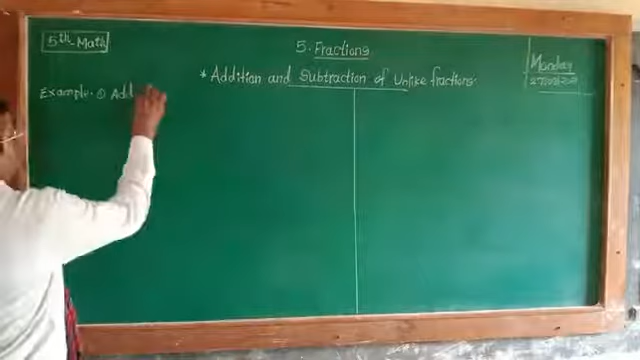 5th-Math
5. Fractions
Monday
* Addition and Subtraction of Unlike fractions.
Example. ① Add